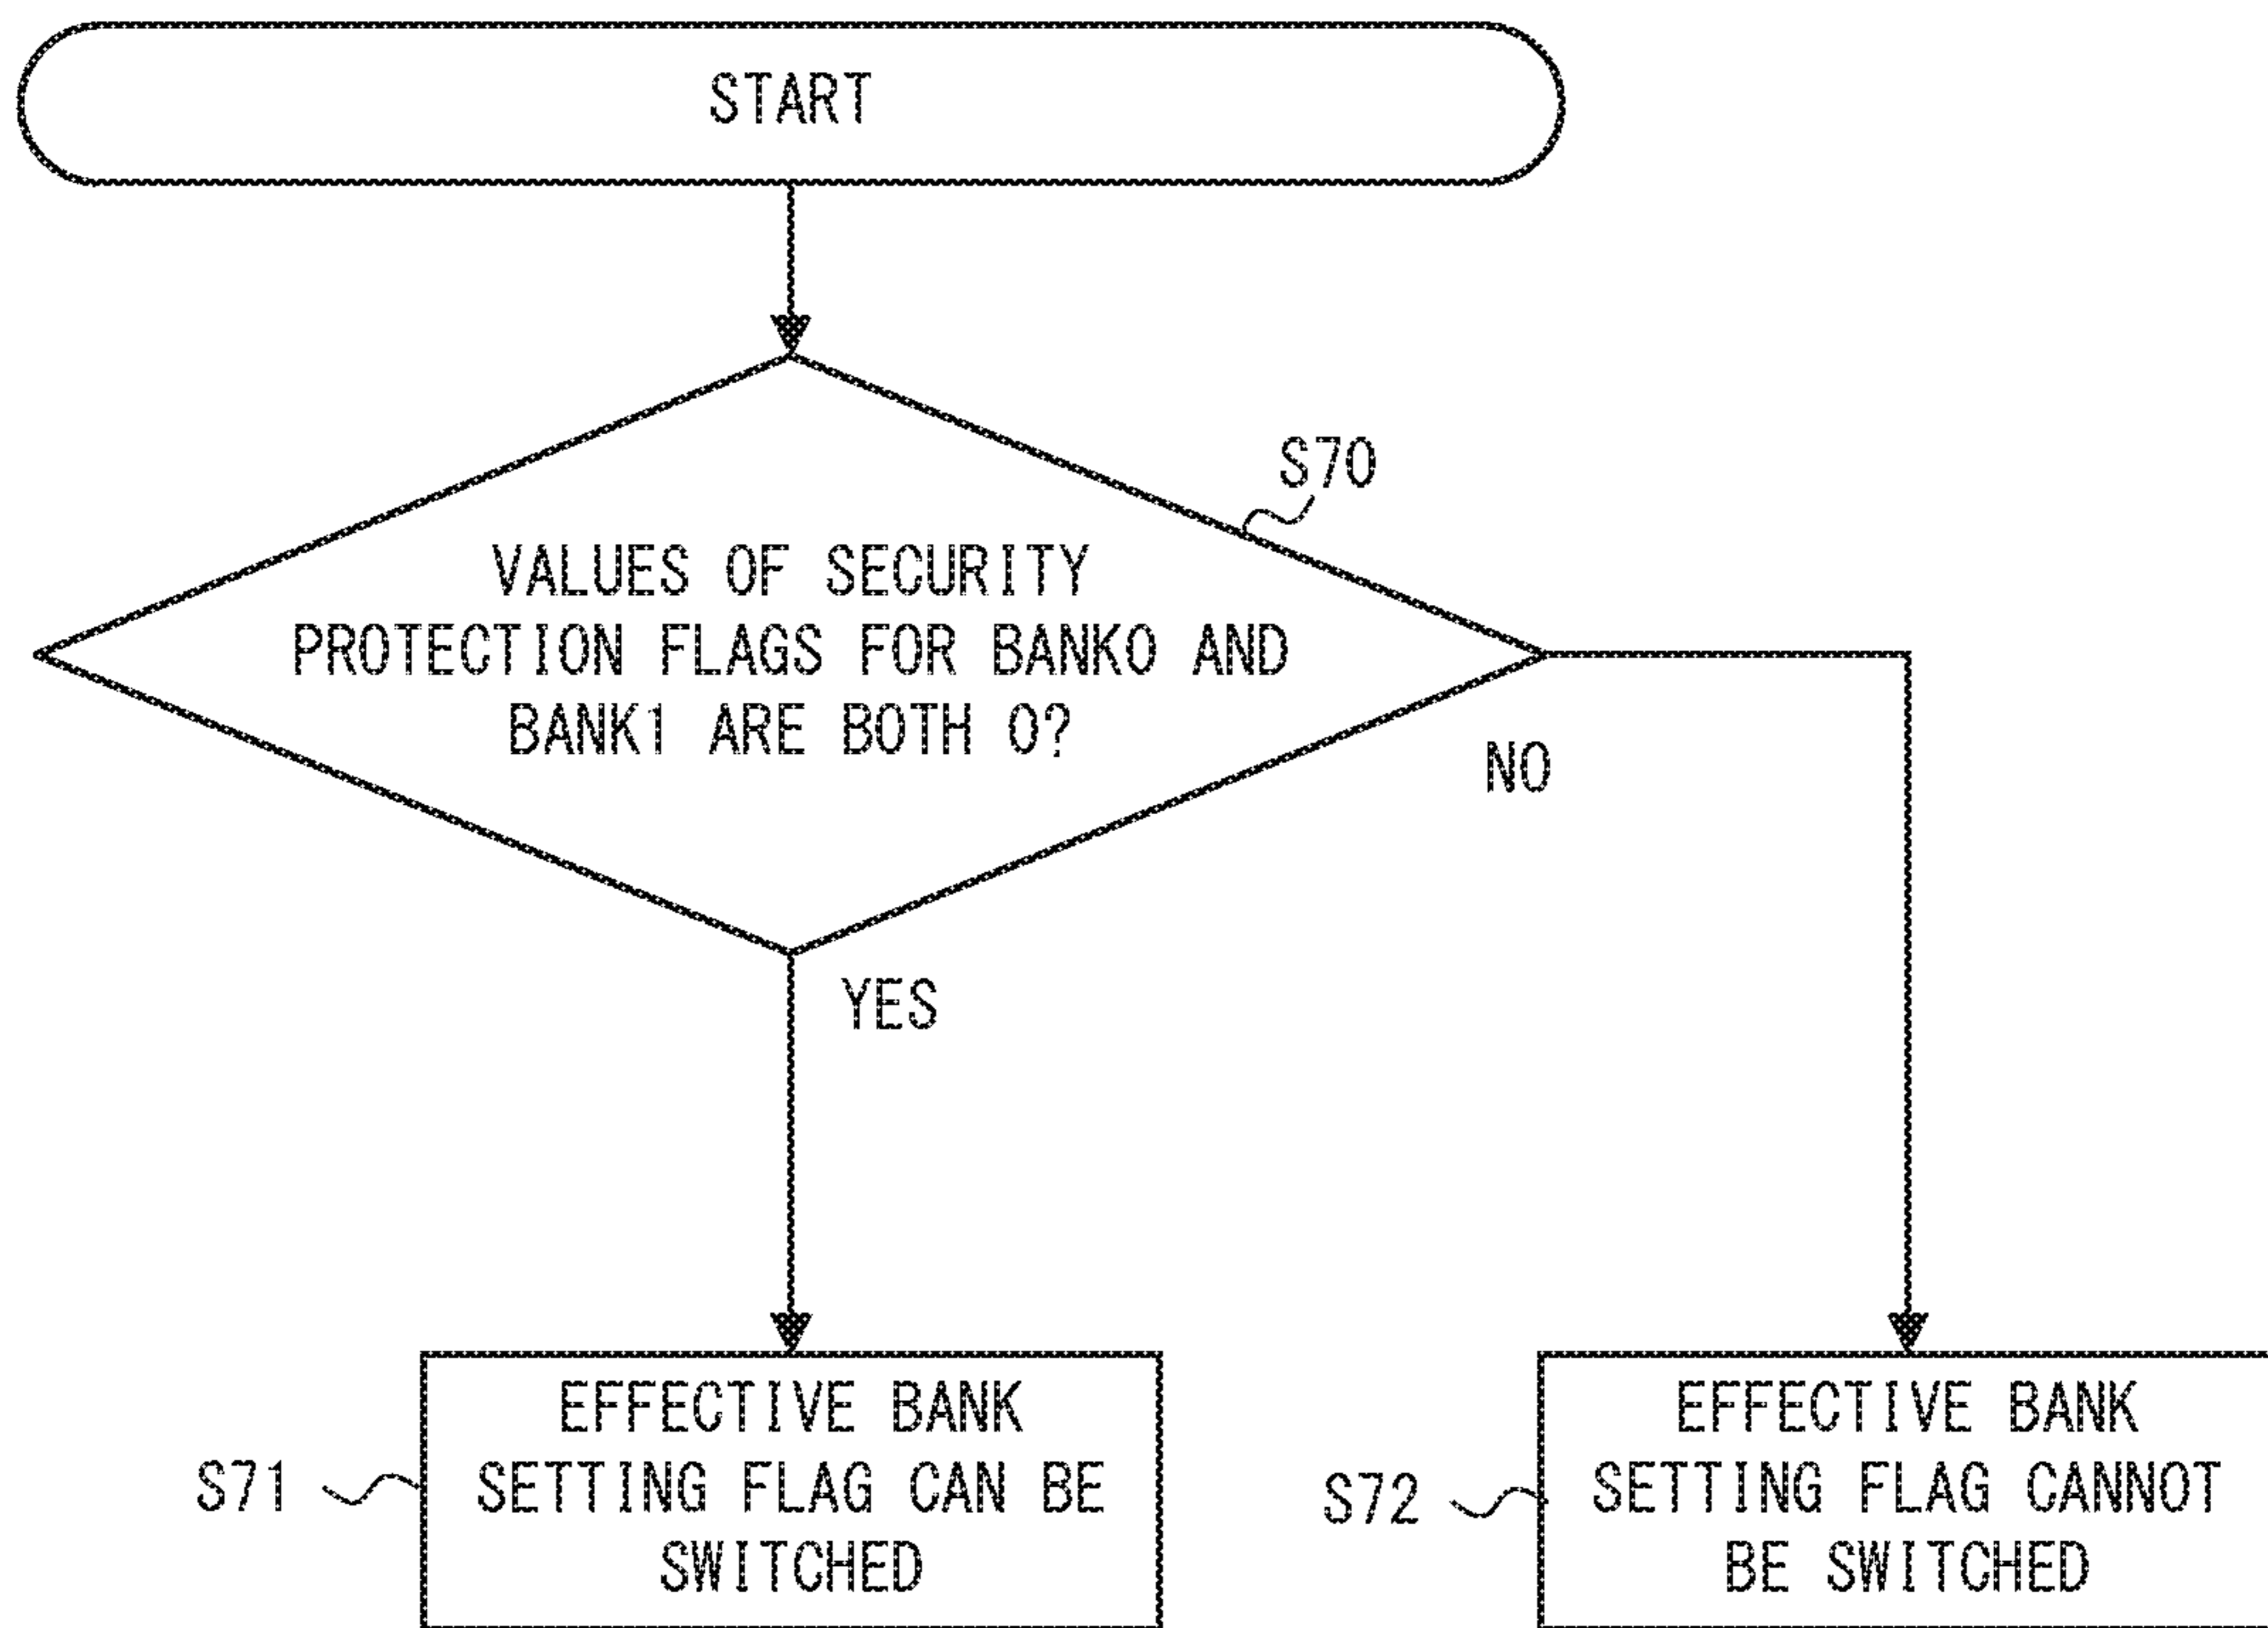 START
S70
VALUES OF SECURITY
PROTECTION FLAGS FOR BANK0 AND
BANK1 ARE BOTH 0?
NO
YES
S71
EFFECTIVE BANK
SETTING FLAG CAN BE
SWITCHED
S72
EFFECTIVE BANK
SETTING FLAG CANNOT
BE SWITCHED